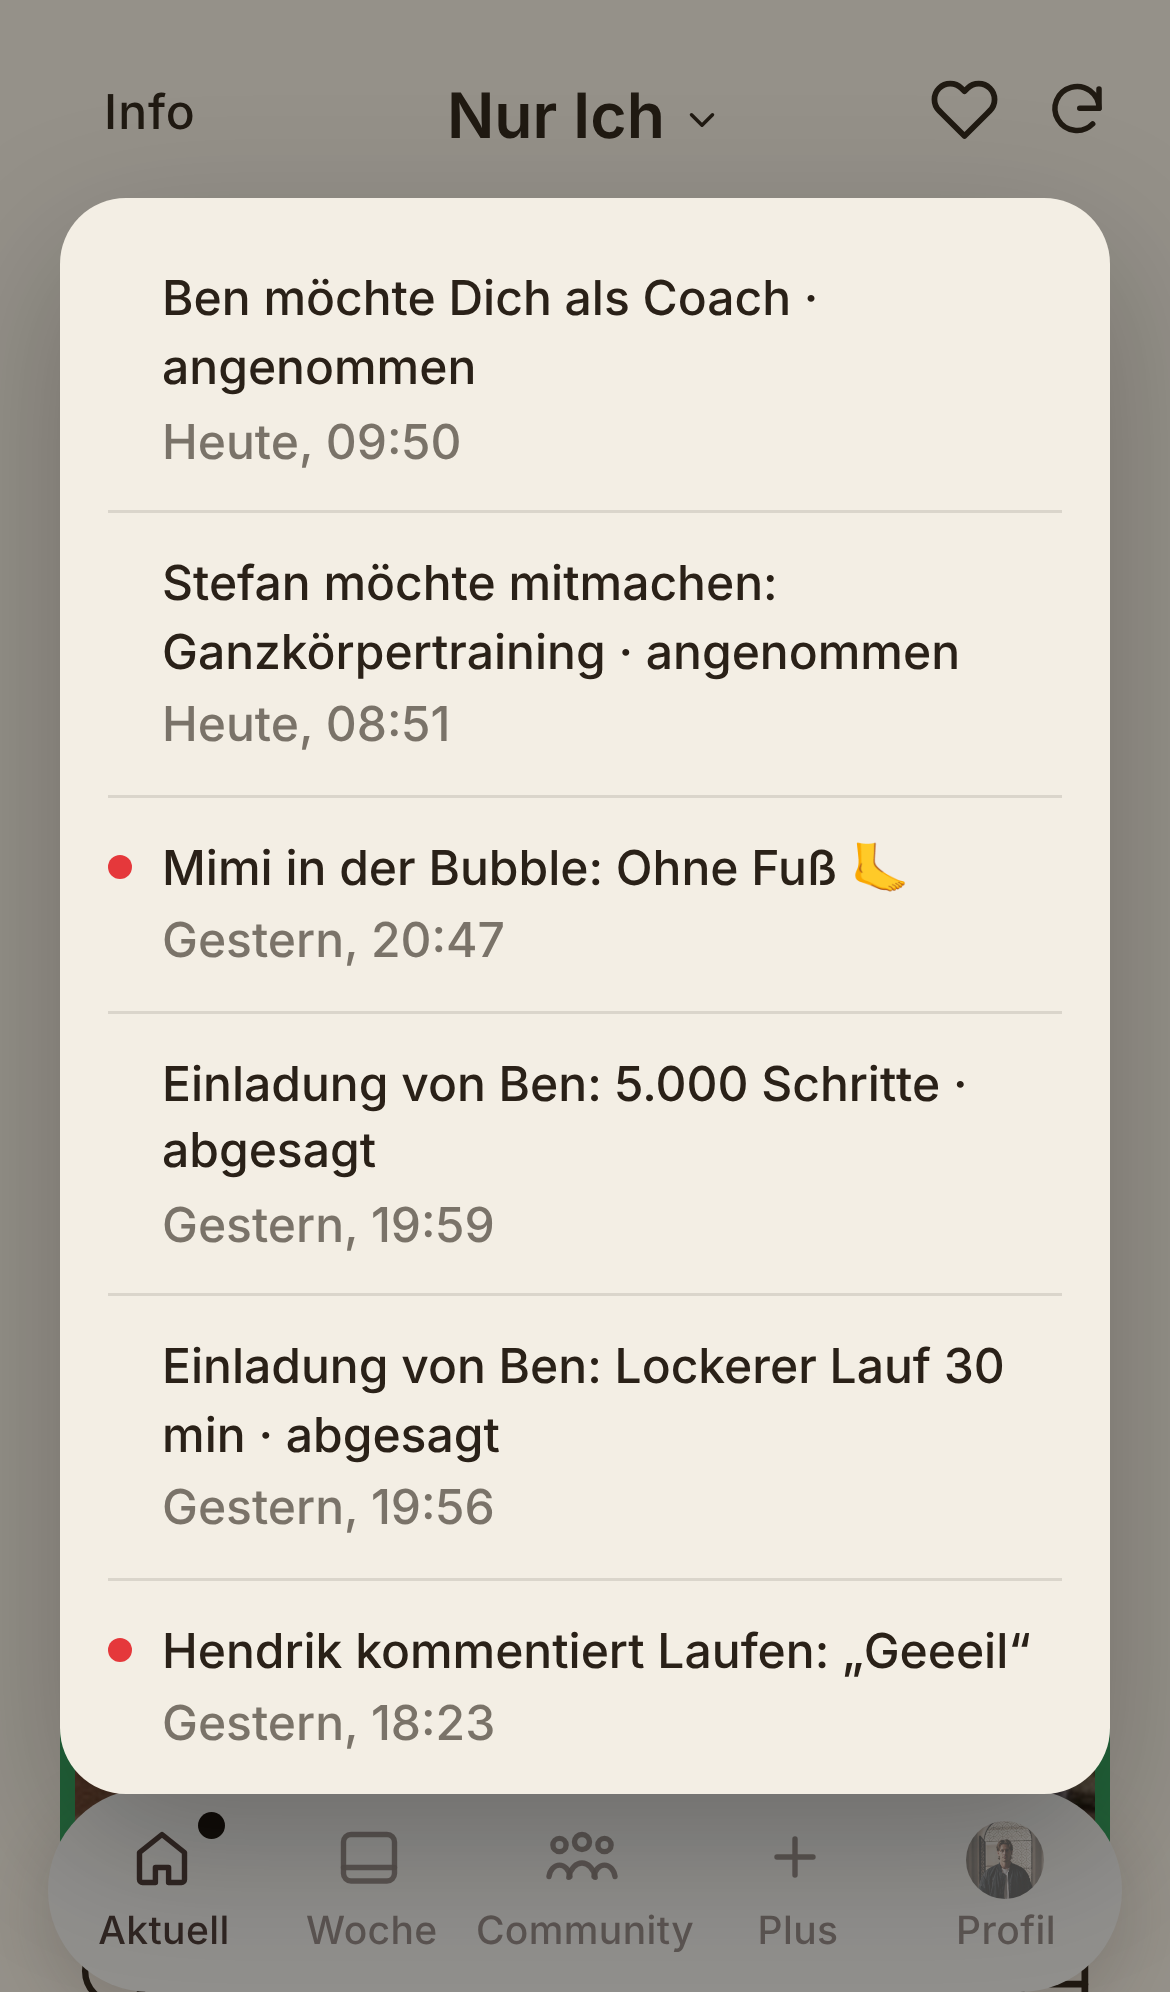 Info
Nur Ich
Ben möchte Dich als Coach ·
angenommen
Heute, 09:50
Stefan möchte mitmachen:
Ganzkörpertraining · angenommen
Heute, 08:51
Mimi in der Bubble: Ohne Fuß 🦶
Gestern, 20:47
Einladung von Ben: 5.000 Schritte ·
abgesagt
Gestern, 19:59
Einladung von Ben: Lockerer Lauf 30
min · abgesagt
Gestern, 19:56
Hendrik kommentiert Laufen: „Geeeil“
Gestern, 18:23
Aktuell
Woche
Community
Plus
Profil